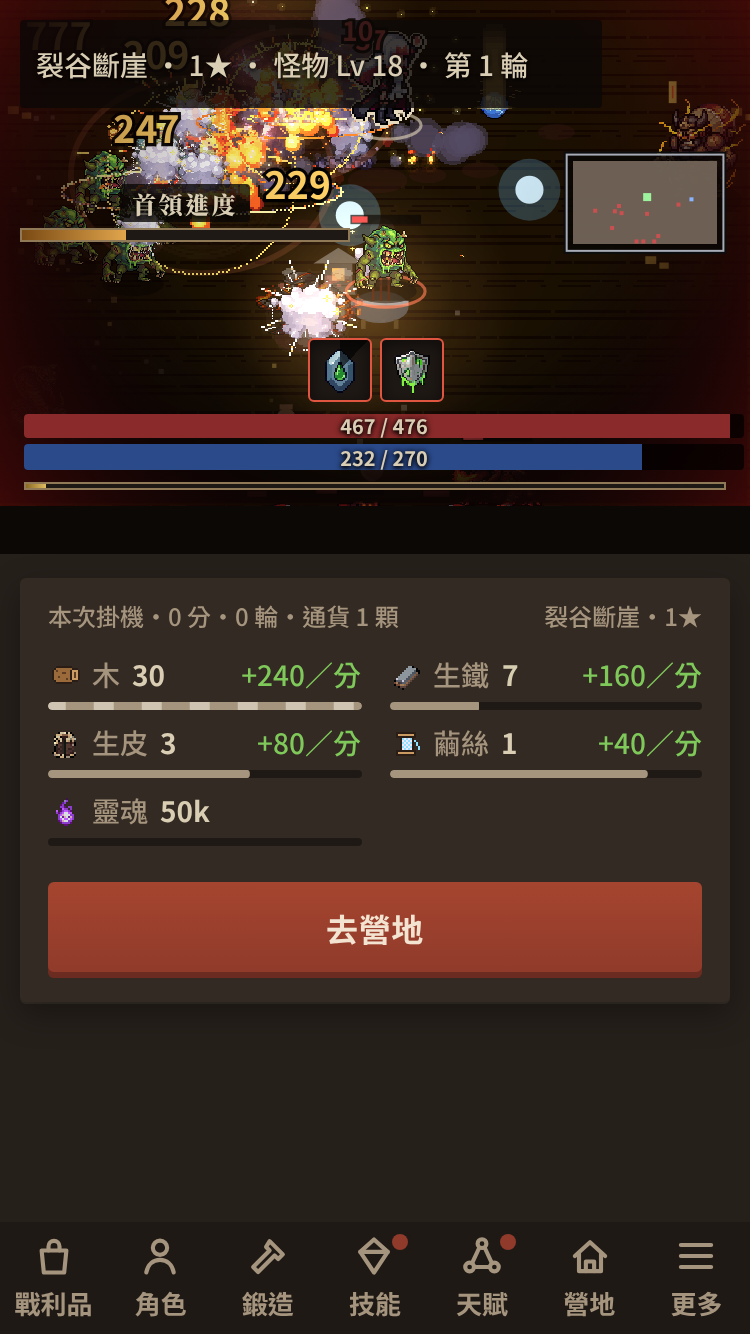 228
777
209
107
裂谷斷崖 • 1★ • 怪物 Lv 18 • 第 1 輪
247
229
首領進度
467 / 476
232 / 270
本次掛機・0 分・0 輪・通貨 1 顆
裂谷斷崖・1★
木 30 +240／分
生鐵 7 +160／分
生皮 3 +80／分
繭絲 1 +40／分
靈魂 50k
去營地
戰利品 角色 鍛造 技能 天賦 營地 更多